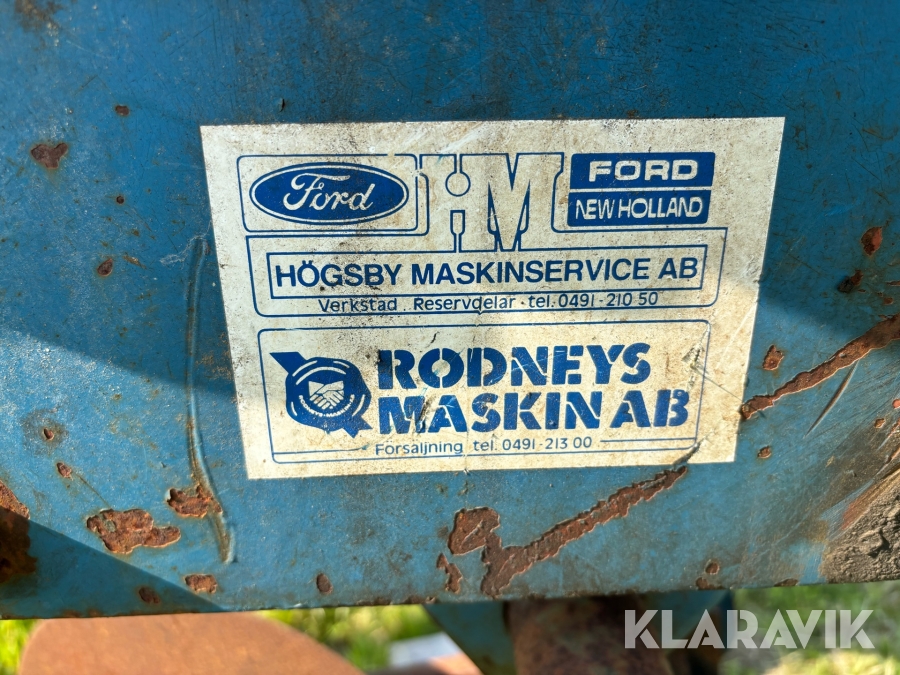 Ford
HM
FORD
NEW HOLLAND
HÖGSBY MASKINSERVICE AB
Verkstad . Reservdelar · tel. 0491 - 210 50
RODNEYS
MASKIN AB
Försäljning tel. 0491 - 213 00
KLARAVIK